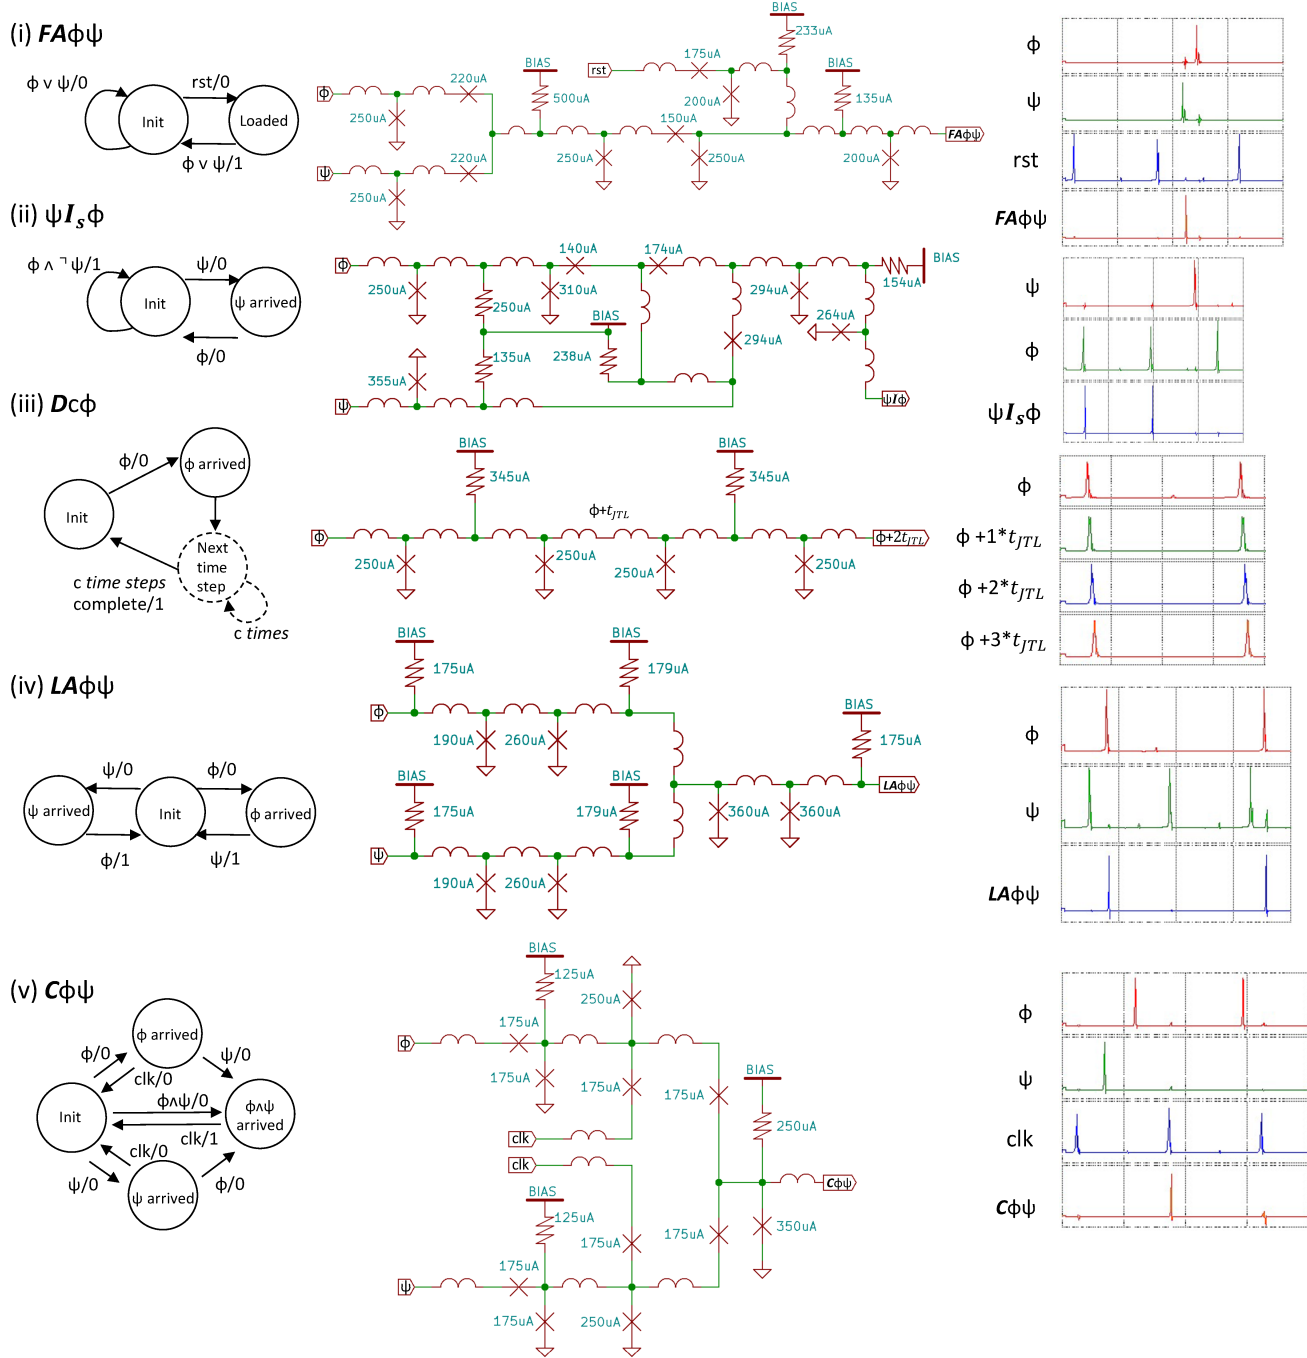 (i) FAϕψ
ϕ ∨ ψ/0
rst/0
Init
Loaded
ϕ ∨ ψ/1
ϕ
250uA
220uA
ψ
250uA
220uA
BIAS
500uA
250uA
150uA
rst
175uA
200uA
250uA
BIAS
233uA
BIAS
135uA
200uA
FAϕψ
ϕ
ψ
rst
FAϕψ
(ii) ψIsϕ
ϕ ∧ ¬ ψ/1
ψ/0
Init
ψ arrived
ϕ/0
ϕ
250uA
250uA
310uA
140uA
174uA
BIAS
135uA
238uA
355uA
ψ
294uA
294uA
264uA
154uA
BIAS
ψIϕ
ψ
ϕ
ψIsϕ
(iii) Dcϕ
ϕ/0
ϕ arrived
Init
Next
time
step
c time steps
complete/1
c times
ϕ
250uA
BIAS
345uA
250uA
ϕ+tJTL
250uA
BIAS
345uA
250uA
ϕ+2tJTL
ϕ
ϕ +1*tJTL
ϕ +2*tJTL
ϕ +3*tJTL
(iv) LAϕψ
ψ/0
ϕ/0
ψ arrived
Init
ϕ arrived
ϕ/1
ψ/1
BIAS
175uA
BIAS
179uA
ϕ
190uA
260uA
BIAS
175uA
BIAS
179uA
ψ
190uA
260uA
BIAS
175uA
360uA
360uA
LAϕψ
ϕ
ψ
LAϕψ
(v) Cϕψ
ϕ arrived
ϕ/0
ψ/0
clk/0
Init
ϕ∧ψ/0
clk/1
ϕ∧ψ
arrived
clk/0
ψ/0
ϕ/0
ψ arrived
BIAS
125uA
250uA
175uA
ϕ
175uA
175uA
175uA
clk
clk
BIAS
125uA
175uA
175uA
175uA
ψ
175uA
250uA
BIAS
250uA
350uA
Cϕψ
ϕ
ψ
clk
Cϕψ